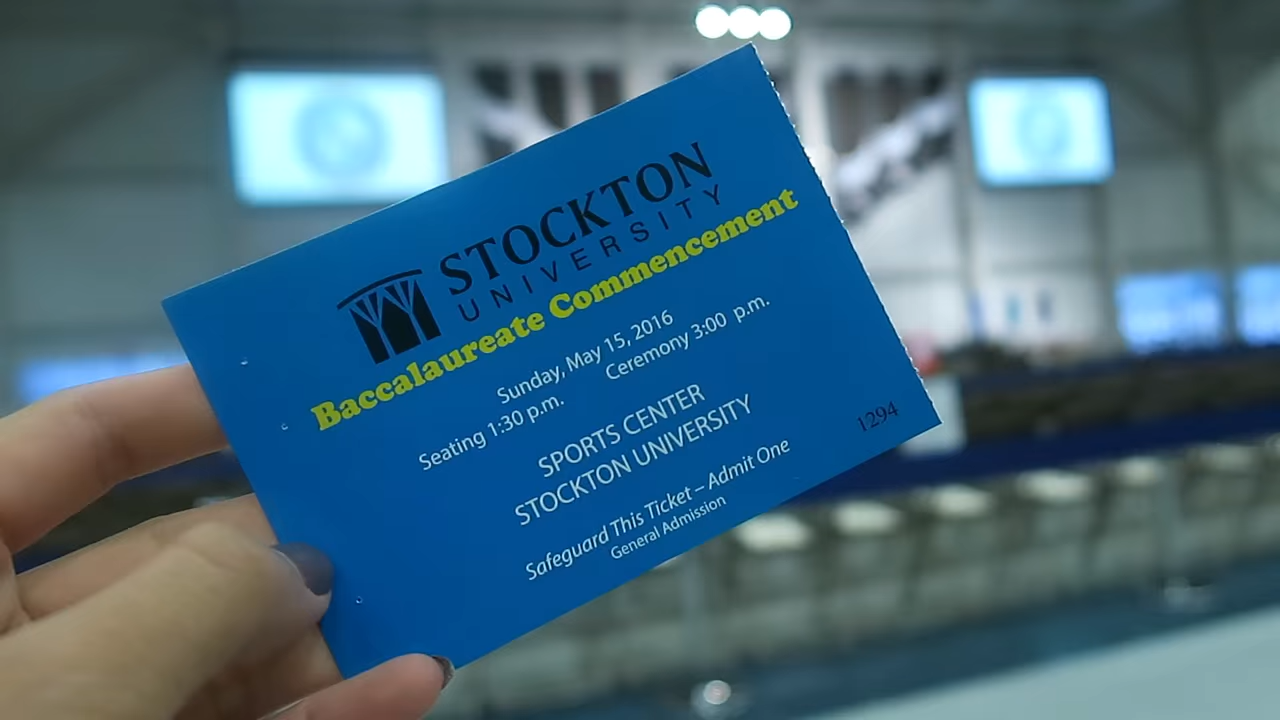 STOCKTON
UNIVERSITY
Baccalaureate Commencement
Sunday, May 15, 2016
Seating 1:30 p.m. Ceremony 3:00 p.m.
SPORTS CENTER
STOCKTON UNIVERSITY
Safeguard This Ticket – Admit One
General Admission
1294